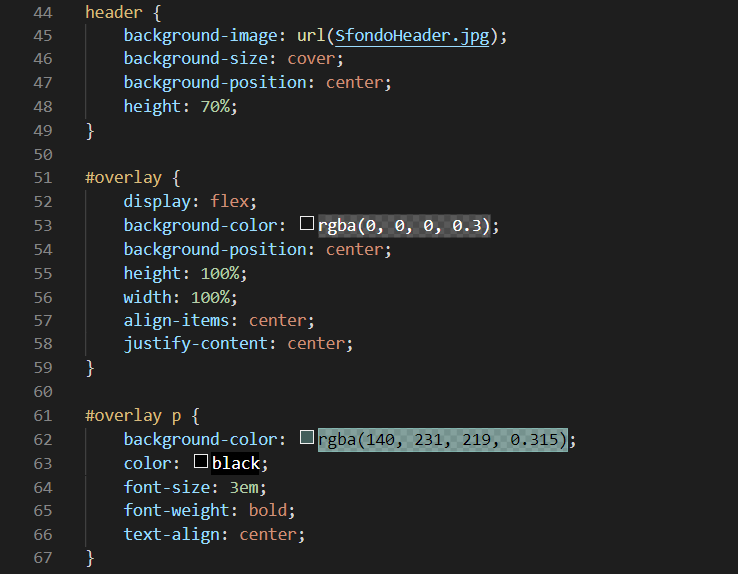 44 header {
45     background-image: url(SfondoHeader.jpg);
46     background-size: cover;
47     background-position: center;
48     height: 70%;
49 }
50
51 #overlay {
52     display: flex;
53     background-color: rgba(0, 0, 0, 0.3);
54     background-position: center;
55     height: 100%;
56     width: 100%;
57     align-items: center;
58     justify-content: center;
59 }
60
61 #overlay p {
62     background-color: rgba(140, 231, 219, 0.315);
63     color: black;
64     font-size: 3em;
65     font-weight: bold;
66     text-align: center;
67 }